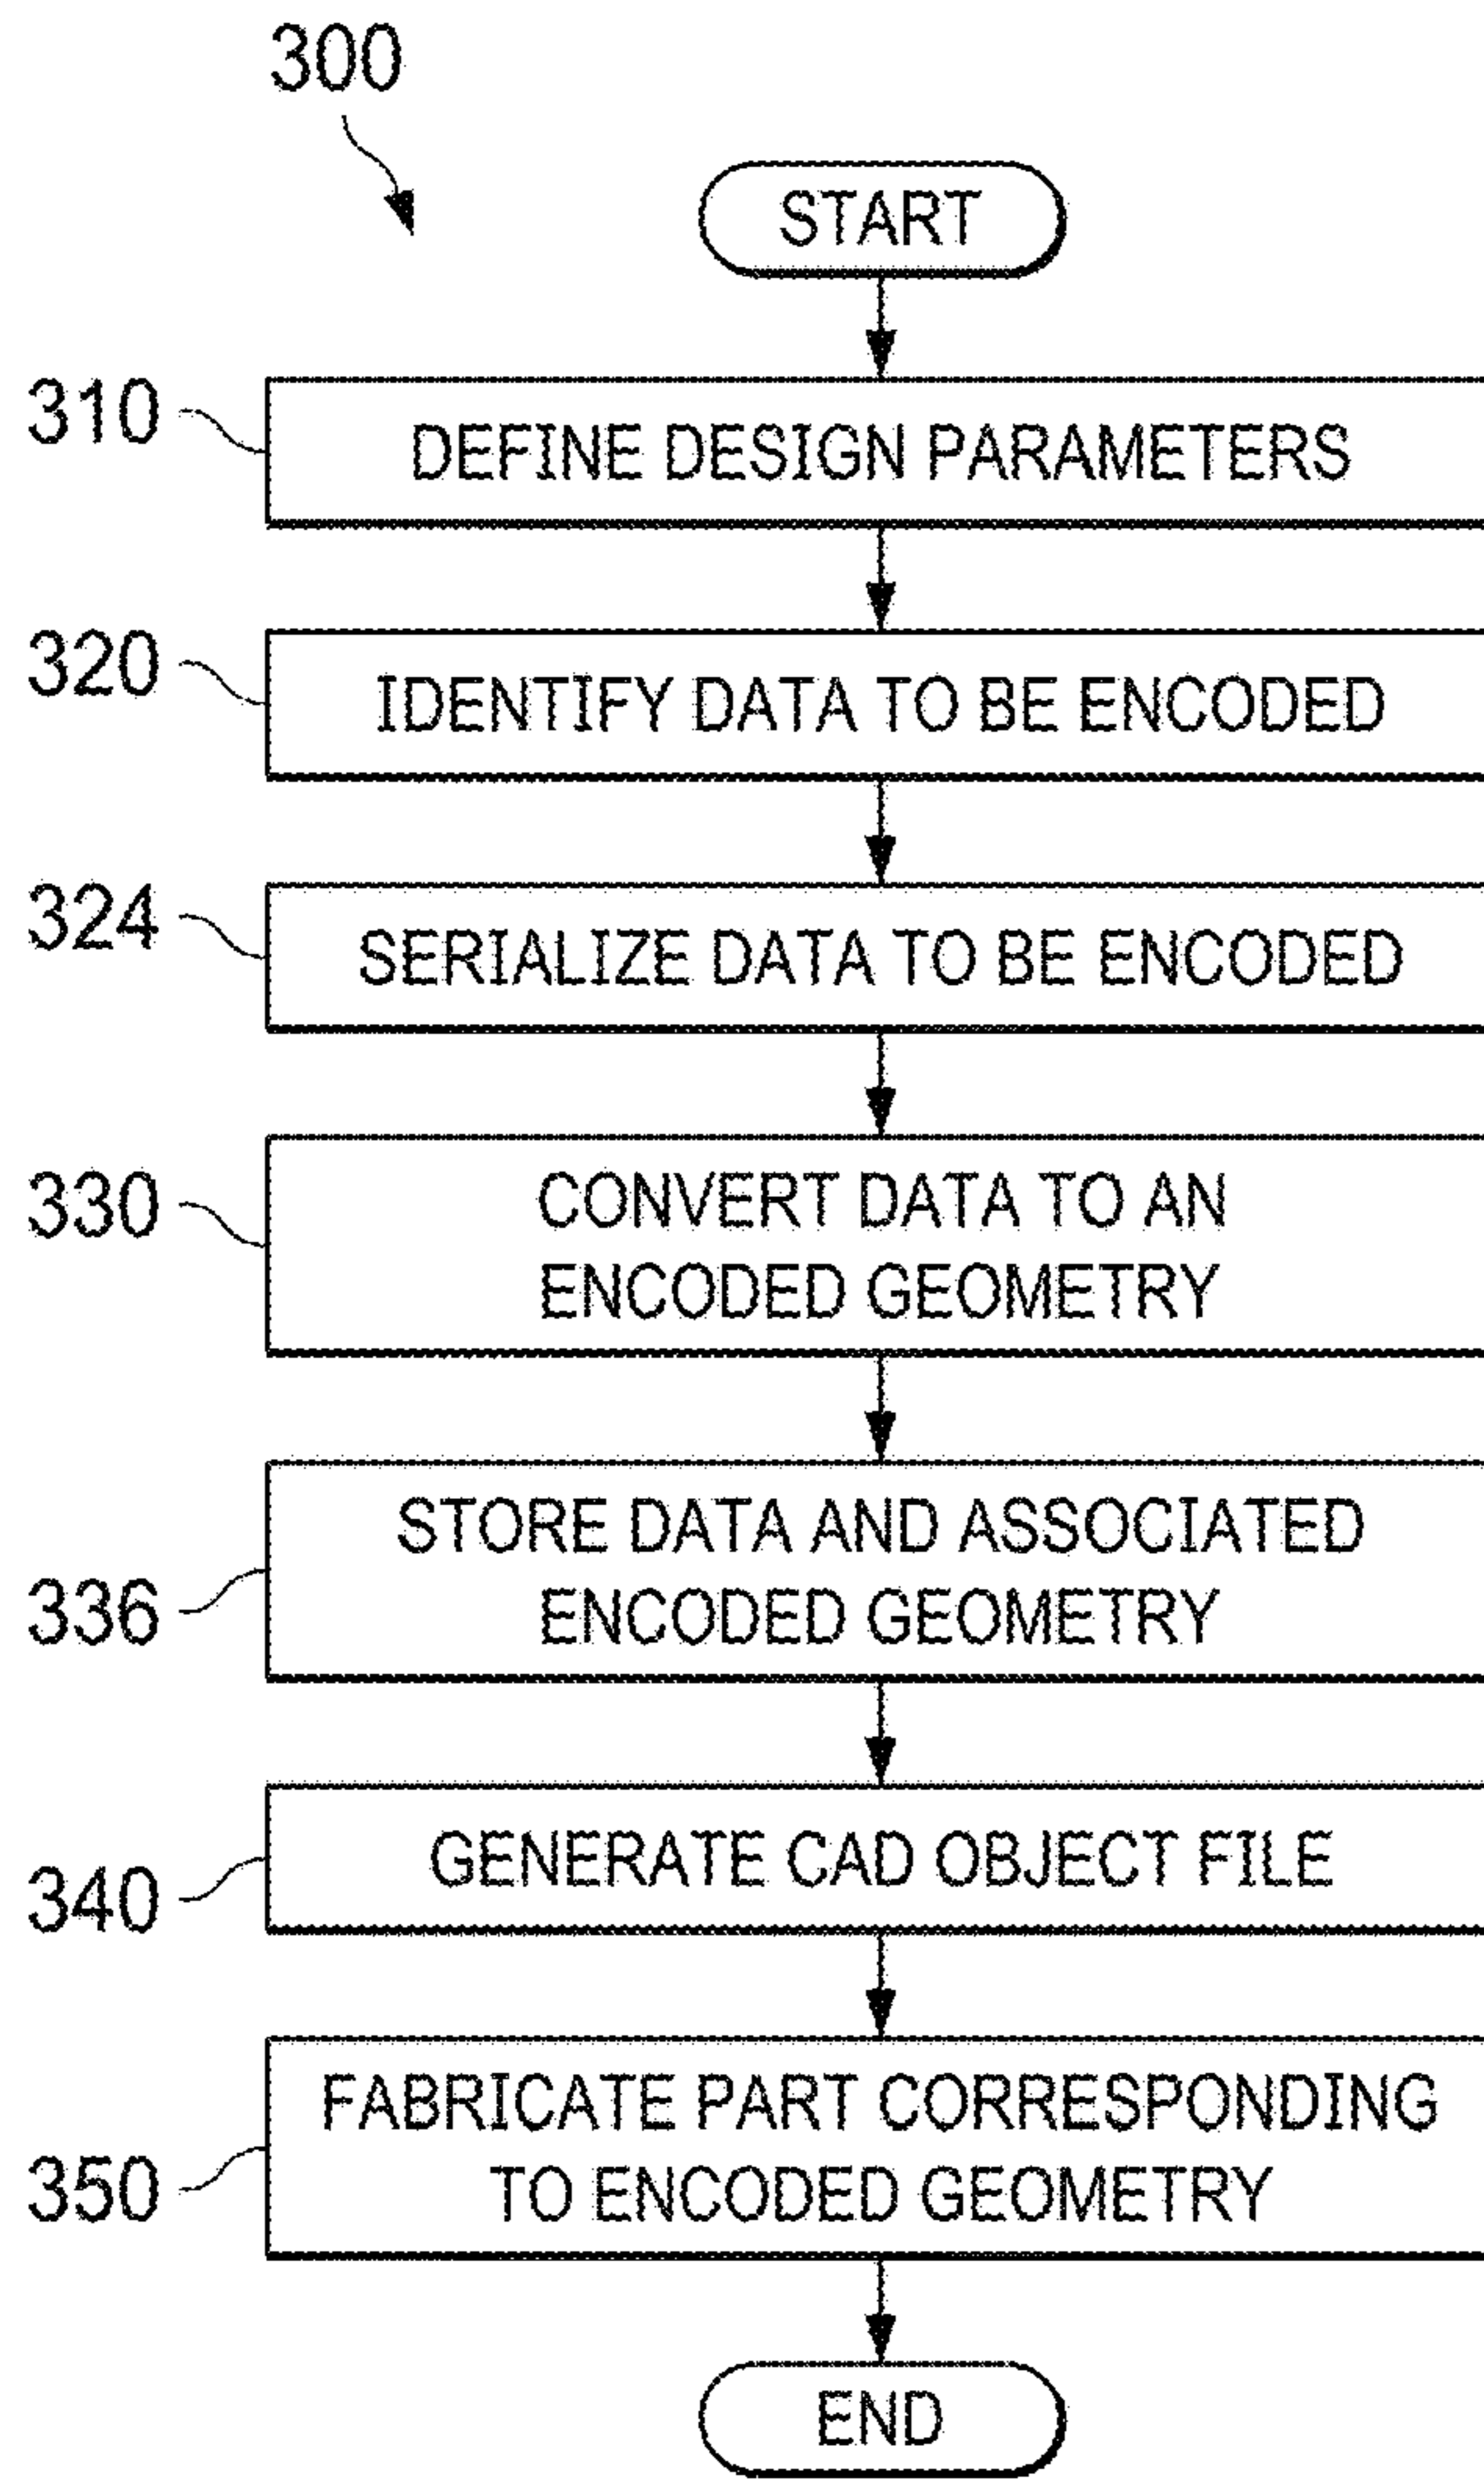 300
START
310
DEFINE DESIGN PARAMETERS
320
IDENTIFY DATA TO BE ENCODED
324
SERIALIZE DATA TO BE ENCODED
330
CONVERT DATA TO AN
ENCODED GEOMETRY
336
STORE DATA AND ASSOCIATED
ENCODED GEOMETRY
340
GENERATE CAD OBJECT FILE
350
FABRICATE PART CORRESPONDING
TO ENCODED GEOMETRY
END